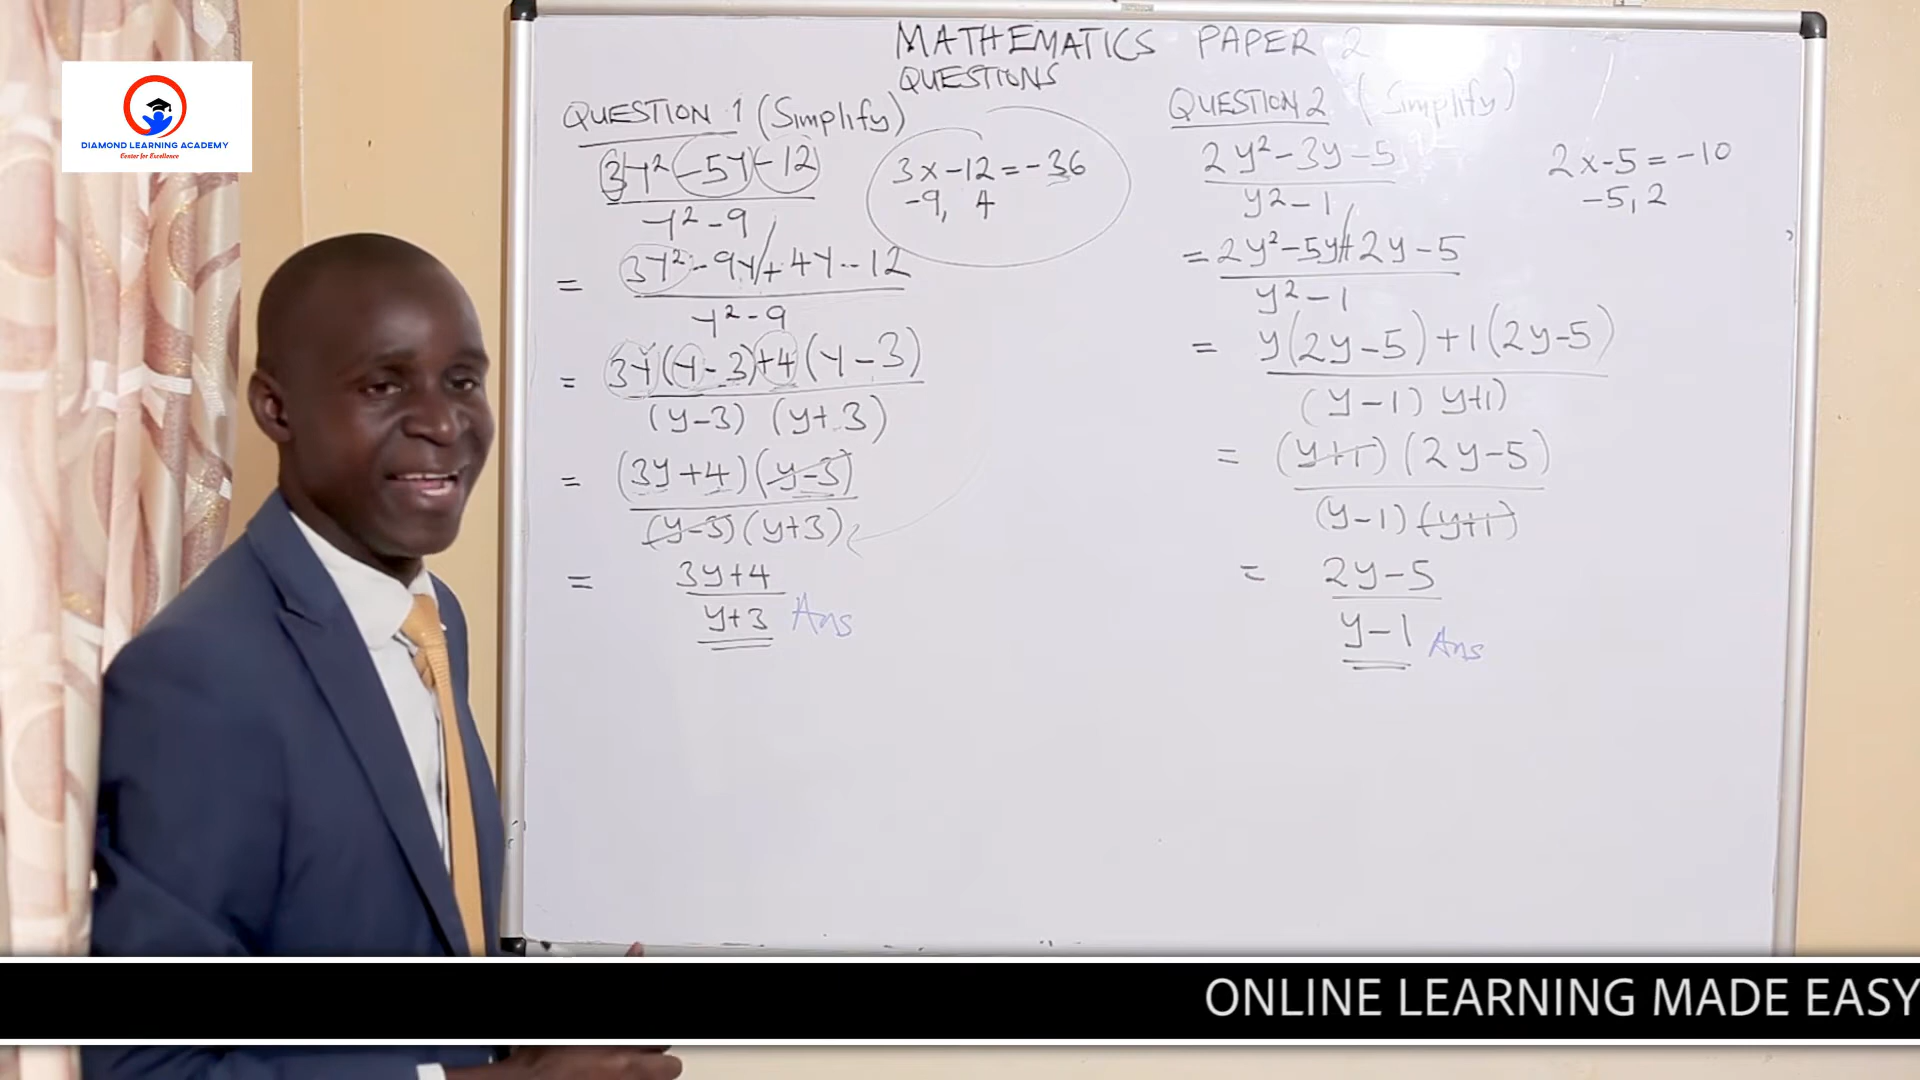 DIAMOND LEARNING ACADEMY
Center for Excellence
MATHEMATICS PAPER 2
QUESTIONS
QUESTION 1 (Simplify)
3y² -5y -12
y² - 9
3 x -12 = -36
-9, 4
= 3y² - 9y + 4y - 12
y² - 9
= 3y(y - 3) +4 (y - 3)
(y - 3) (y + 3)
= (3y + 4) (y - 3)
(y - 3) (y + 3)
= 3y + 4
y + 3 Ans
QUESTION 2 (Simplify)
2y² - 3y - 5
y² - 1
2 x -5 = -10
-5, 2
= 2y² - 5y + 2y - 5
y² - 1
= y(2y - 5) + 1(2y - 5)
(y - 1) y+1)
= (y+1) (2y - 5)
(y - 1) (y+1)
= 2y - 5
y - 1 Ans
ONLINE LEARNING MADE EASY